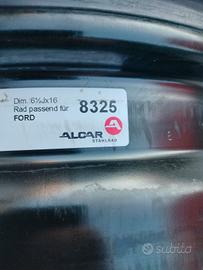 Dim. 6½Jx16
Rad passend für 8325
FORD
ALCAR
STAHLRAD
subito